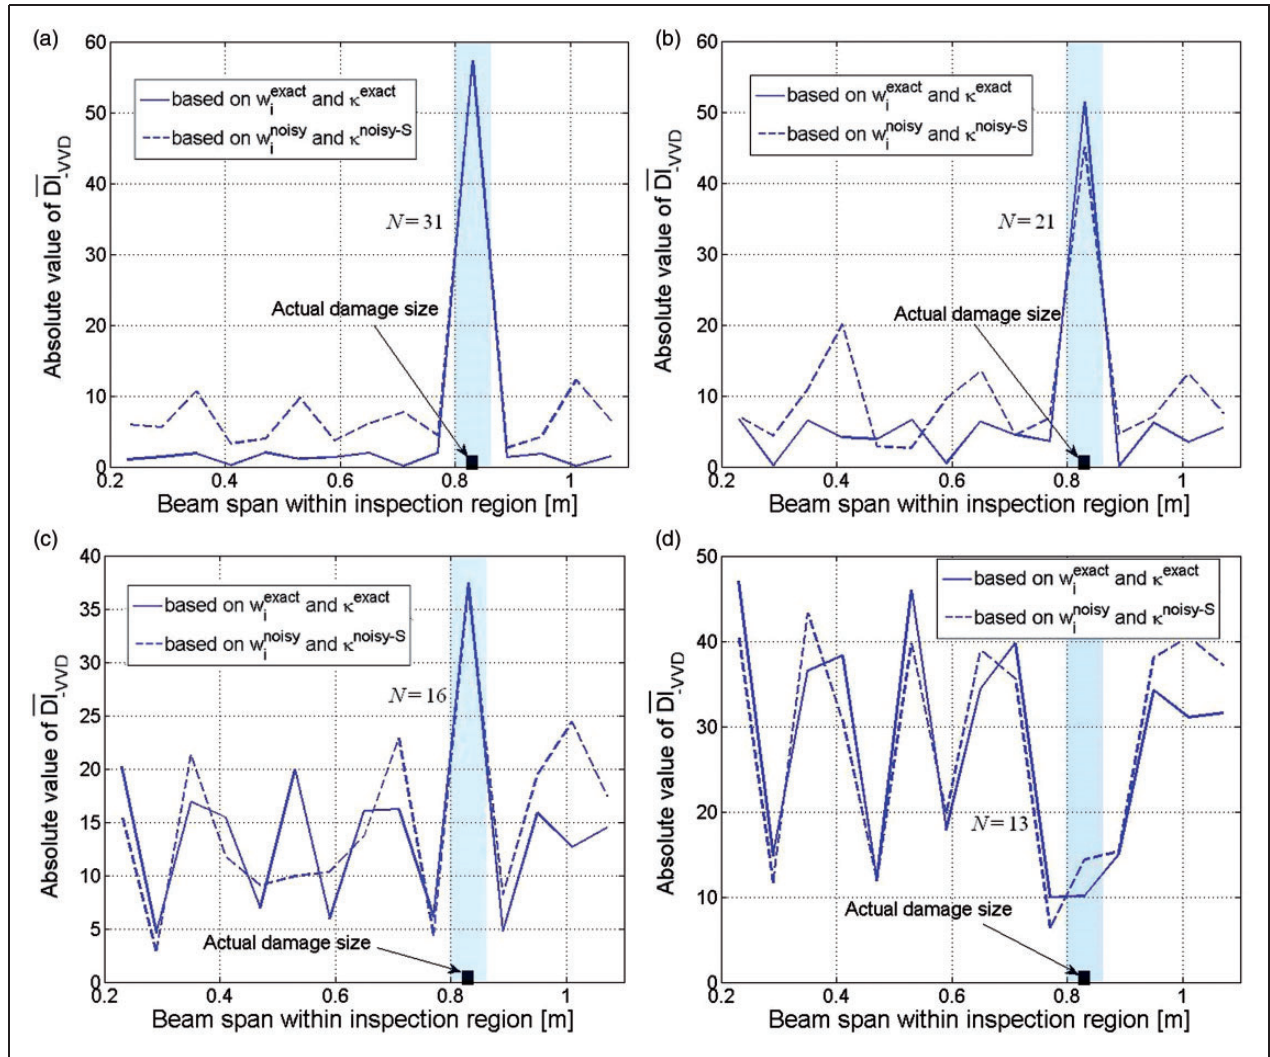 (a)
60
50
40
30
20
10
0
0.2 0.4 0.6 0.8 1
Absolute value of D̅I̅_VVD
Beam span within inspection region [m]
based on w_i^exact and κ^exact
based on w_i^noisy and κ^noisy-S
N = 31
Actual damage size
(b)
60
50
40
30
20
10
0
0.2 0.4 0.6 0.8 1
Absolute value of D̅I̅_VVD
Beam span within inspection region [m]
based on w_i^exact and κ^exact
based on w_i^noisy and κ^noisy-S
N = 21
Actual damage size
(c)
40
35
30
25
20
15
10
5
0
0.2 0.4 0.6 0.8 1
Absolute value of D̅I̅_VVD
Beam span within inspection region [m]
based on w_i^exact and κ^exact
based on w_i^noisy and κ^noisy-S
N = 16
Actual damage size
(d)
50
40
30
20
10
0
0.2 0.4 0.6 0.8 1
Absolute value of D̅I̅_VVD
Beam span within inspection region [m]
based on w_i^exact and κ^exact
based on w_i^noisy and κ^noisy-S
N = 13
Actual damage size